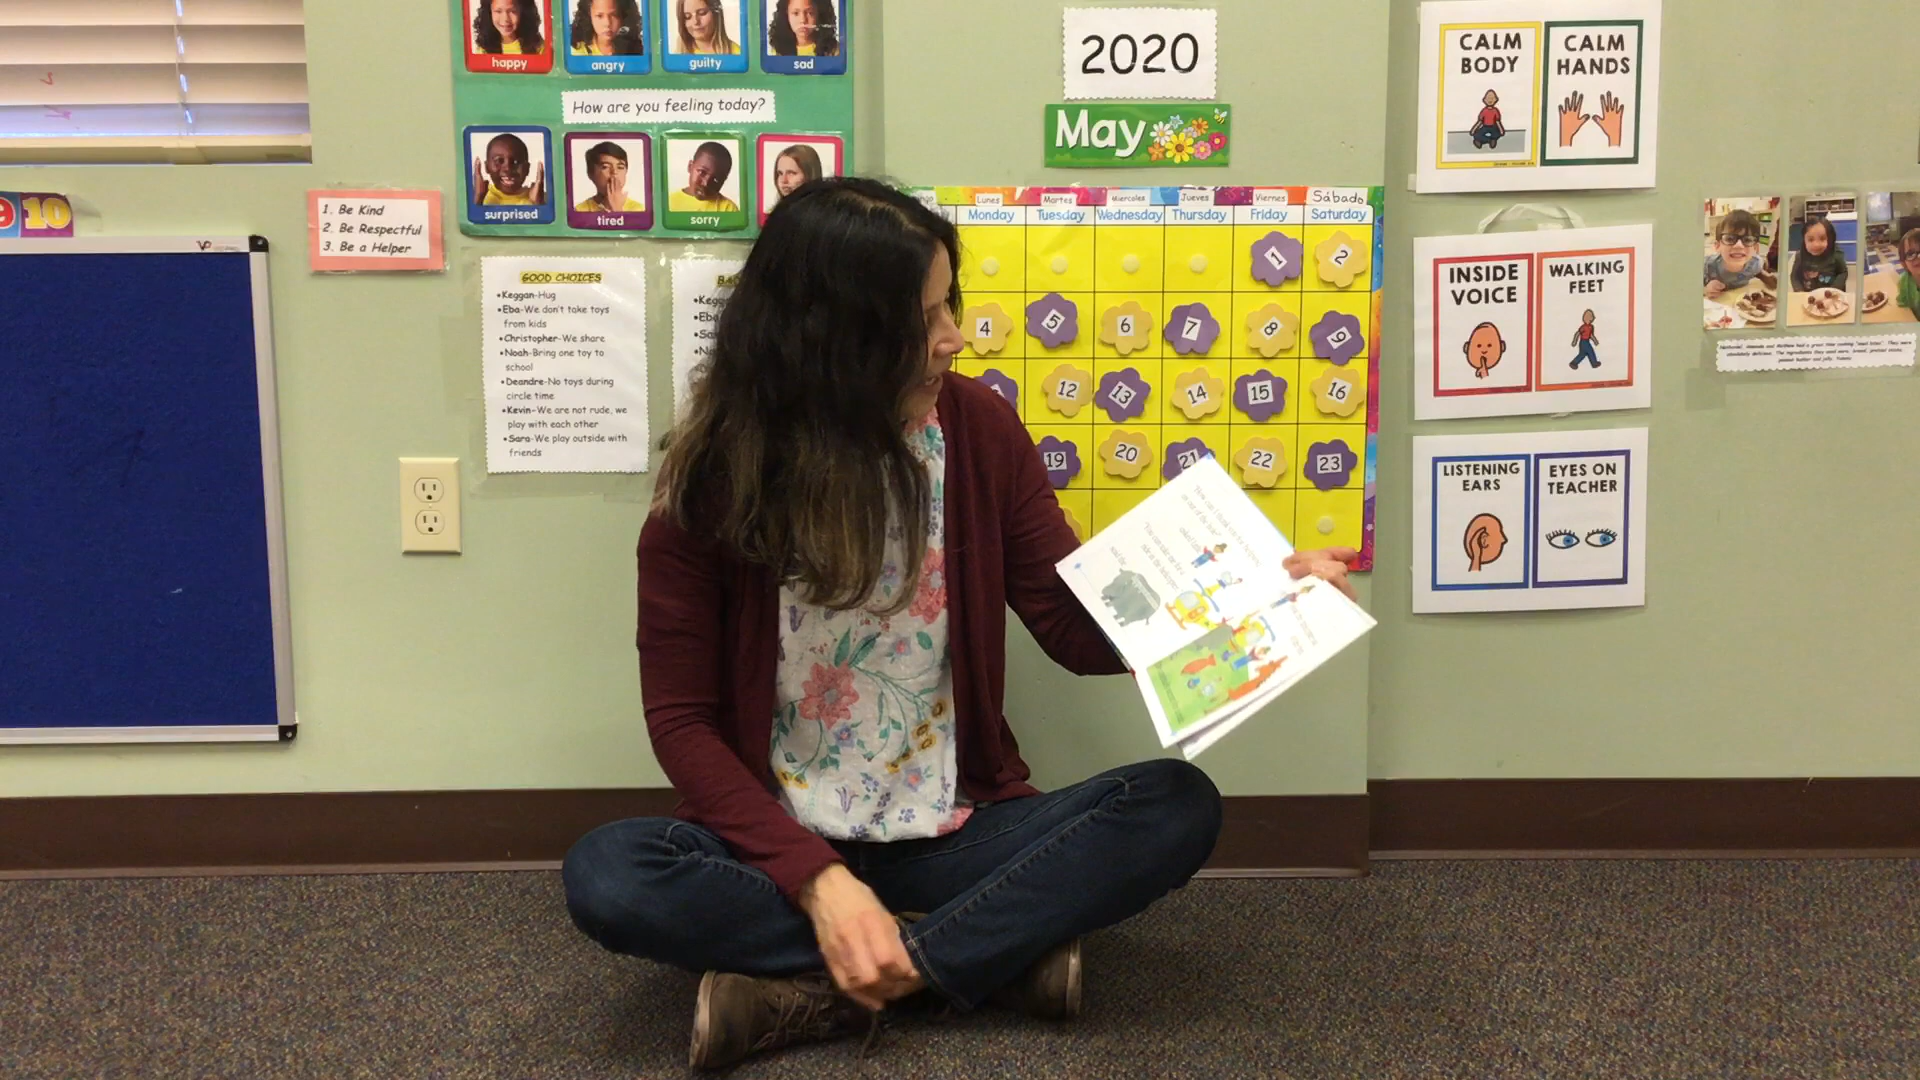 happy
angry
guilty
sad
How are you feeling today?
surprised
tired
sorry
10
1. Be Kind
2. Be Respectful
3. Be a Helper
GOOD CHOICES
•Keggan-Hug
•Eba-We don't take toys
from kids
•Christopher-We share
•Noah-Bring one toy to
school
•Deandre-No toys during
circle time
•Kevin-We are not rude, we
play with each other
•Sara-We play outside with
friends
2020
May
Lunes Martes Miercoles Jueves Viernes Sábado
Monday Tuesday Wednesday Thursday Friday Saturday
1 2
4 5 6 7 8 9
12 13 14 15 16
19 20 21 22 23
CALM
BODY
CALM
HANDS
INSIDE
VOICE
WALKING
FEET
LISTENING
EARS
EYES ON
TEACHER